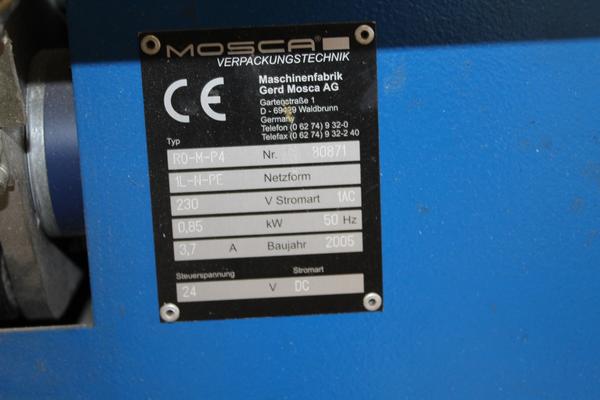 MOSCA®
VERPACKUNGSTECHNIK
CE
Maschinenfabrik
Gerd Mosca AG
Gartenstraße 1
D - 69429 Waldbrunn
Germany
Telefon (0 62 74) 9 32-0
Telefax (0 62 74) 9 32-2 40
Typ
RO-M-P4 Nr. 80871
1L-N-PE Netzform
230 V Stromart 1AC
0,85 kW 50 Hz
3,7 A Baujahr 2005
Steuerspannung Stromart
24 V DC